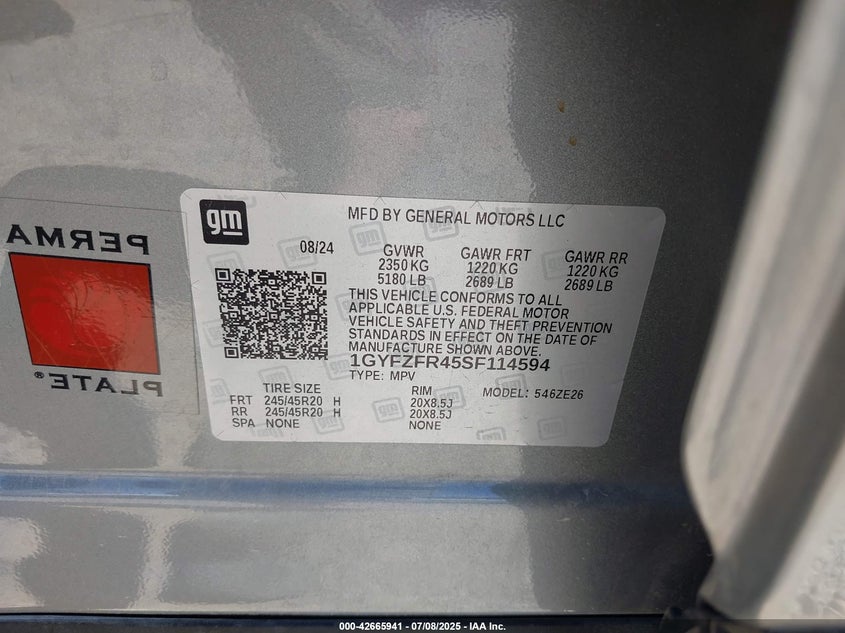 gm
MFD BY GENERAL MOTORS LLC
08/24
GVWR GAWR FRT GAWR RR
2350 KG 1220 KG 1220 KG
5180 LB 2689 LB 2689 LB
THIS VEHICLE CONFORMS TO ALL
APPLICABLE U.S. FEDERAL MOTOR
VEHICLE SAFETY AND THEFT PREVENTION
STANDARDS IN EFFECT ON THE DATE OF
MANUFACTURE SHOWN ABOVE.
1GYFZFR45SF114594
TYPE: MPV
TIRE SIZE RIM MODEL: 546ZE26
FRT 245/45R20 H 20X8.5J
RR 245/45R20 H 20X8.5J
SPA NONE NONE
PERMA
PLATE®
000-42665941 - 07/08/2025 - IAA Inc.